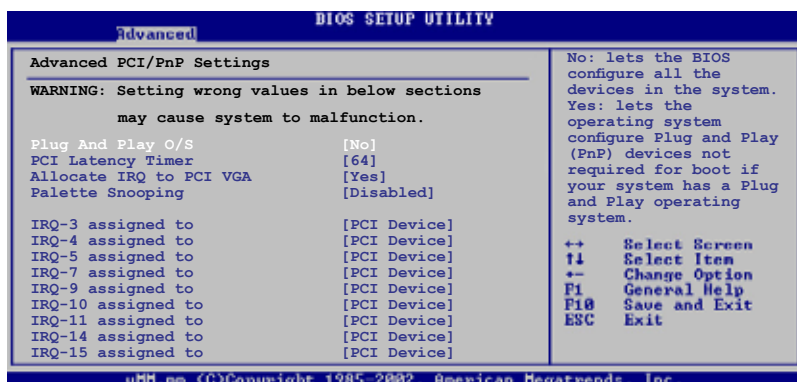 BIOS SETUP UTILITY
Advanced
Advanced PCI/PnP Settings
WARNING: Setting wrong values in below sections
may cause system to malfunction.
Plug And Play O/S [No]
PCI Latency Timer [64]
Allocate IRQ to PCI VGA [Yes]
Palette Snooping [Disabled]
IRQ-3 assigned to [PCI Device]
IRQ-4 assigned to [PCI Device]
IRQ-5 assigned to [PCI Device]
IRQ-7 assigned to [PCI Device]
IRQ-9 assigned to [PCI Device]
IRQ-10 assigned to [PCI Device]
IRQ-11 assigned to [PCI Device]
IRQ-14 assigned to [PCI Device]
IRQ-15 assigned to [PCI Device]
No: lets the BIOS
configure all the
devices in the system.
Yes: lets the
operating system
configure Plug and Play
(PnP) devices not
required for boot if
your system has a Plug
and Play operating
system.
↔ Select Screen
↑↓ Select Item
+- Change Option
F1 General Help
F10 Save and Exit
ESC Exit
(C)Copyright 1985-2002, American Megatrends, Inc